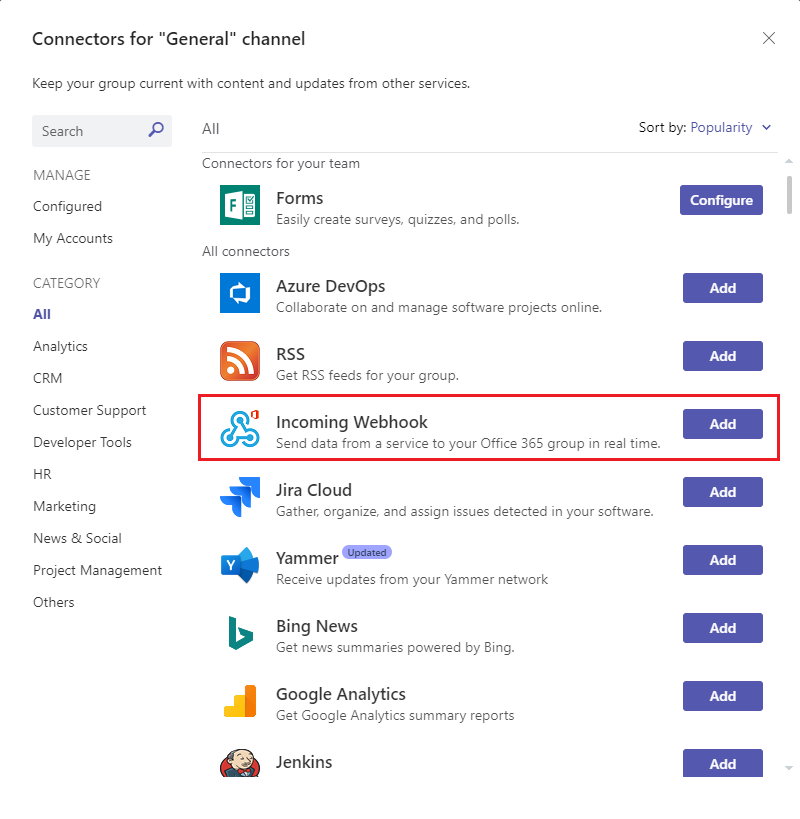 Connectors for "General" channel
Keep your group current with content and updates from other services.
Search
MANAGE
Configured
My Accounts
CATEGORY
All
Analytics
CRM
Customer Support
Developer Tools
HR
Marketing
News & Social
Project Management
Others
All
Sort by: Popularity
Connectors for your team
F
Forms
Easily create surveys, quizzes, and polls.
Configure
All connectors
Azure DevOps
Collaborate on and manage software projects online.
Add
RSS
Get RSS feeds for your group.
Add
Incoming Webhook
Send data from a service to your Office 365 group in real time.
Add
Jira Cloud
Gather, organize, and assign issues detected in your software.
Add
Y
Yammer Updated
Receive updates from your Yammer network
Add
Bing News
Get news summaries powered by Bing.
Add
Google Analytics
Get Google Analytics summary reports
Add
Jenkins
Add